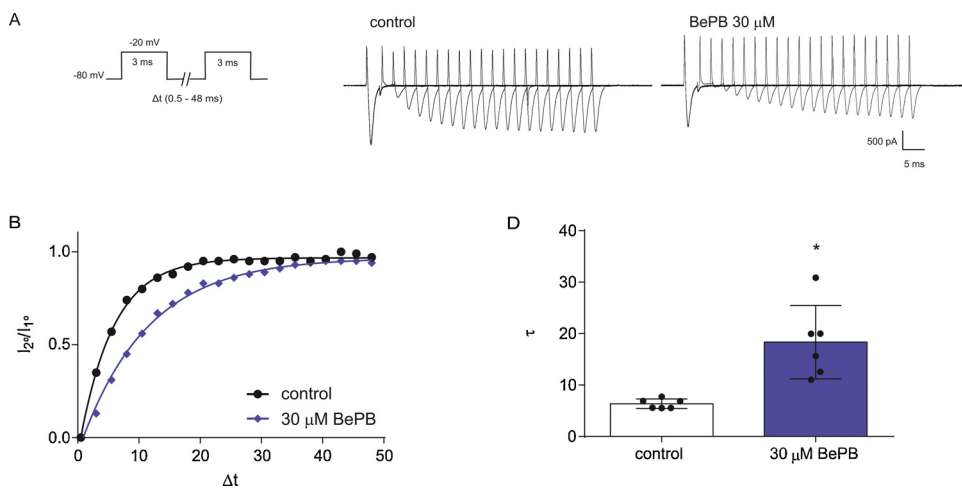 A
-20 mV
3 ms
3 ms
-80 mV
Δt (0.5 - 48 ms)
control
BePB 30 μM
500 pA
5 ms
B
1.0
0.5
0.0
I2º/I1º
0
10
20
30
40
50
Δt
control
30 μM BePB
D
40
30
20
10
0
τ
*
control
30 μM BePB